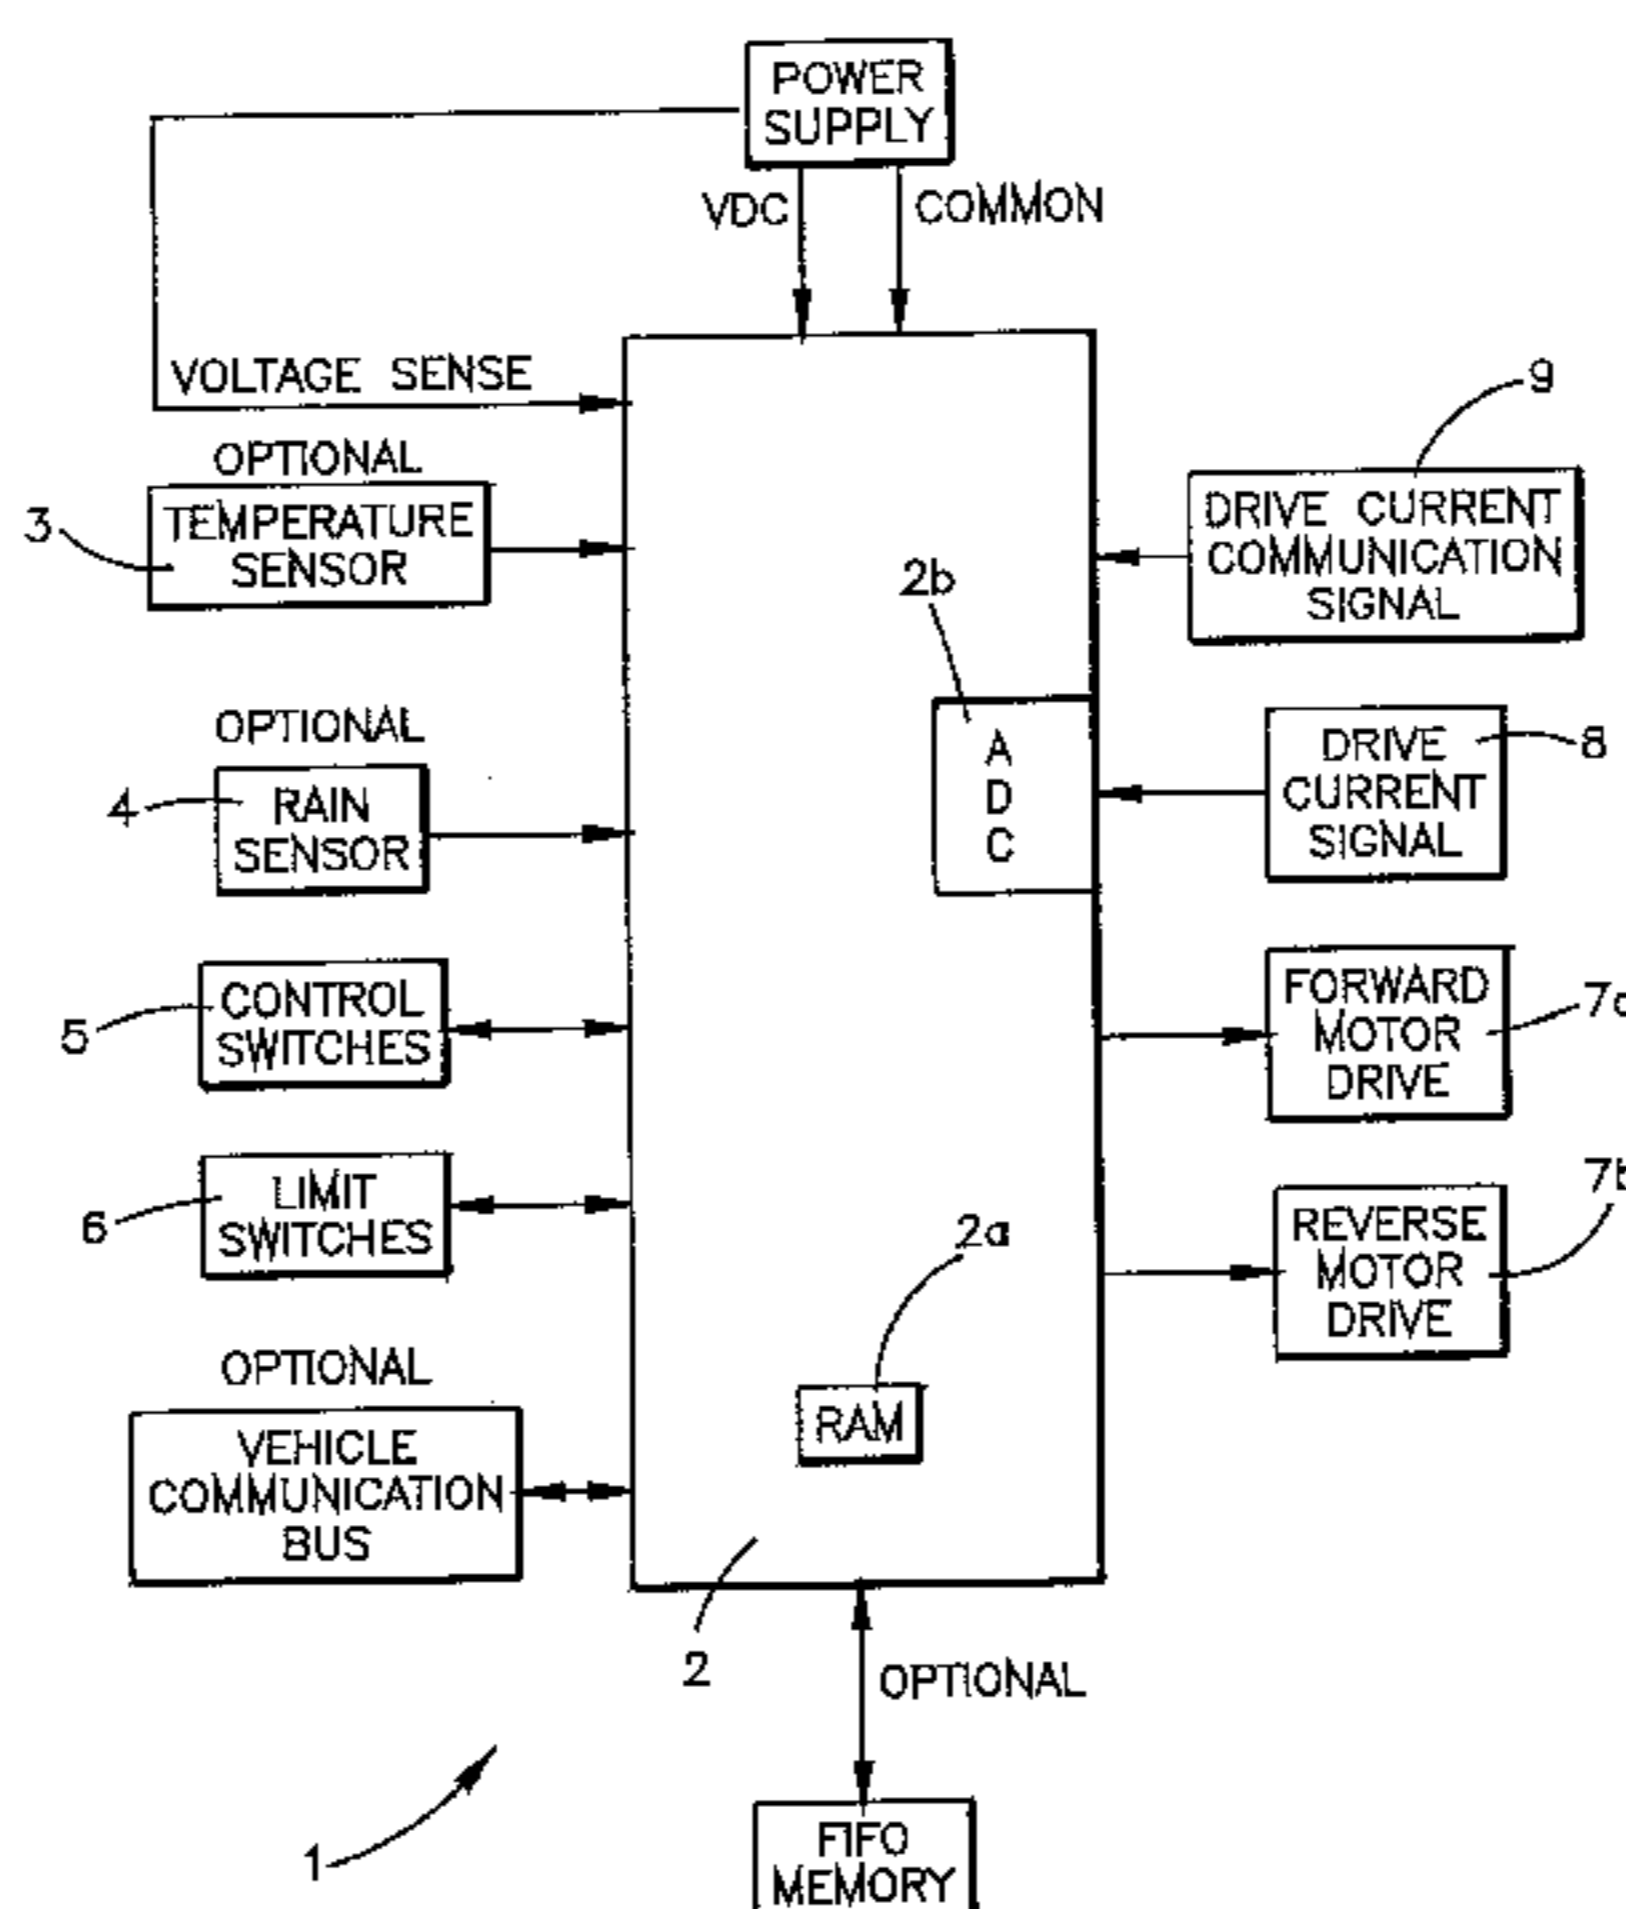 POWER
SUPPLY
VDC
COMMON
VOLTAGE SENSE
9
OPTIONAL
3
TEMPERATURE
SENSOR
DRIVE CURRENT
COMMUNICATION
SIGNAL
2b
OPTIONAL
4
RAIN
SENSOR
A
D
C
DRIVE
CURRENT
SIGNAL
8
5
CONTROL
SWITCHES
FORWARD
MOTOR
DRIVE
7a
6
LIMIT
SWITCHES
2a
7b
REVERSE
MOTOR
DRIVE
OPTIONAL
VEHICLE
COMMUNICATION
BUS
RAM
2
OPTIONAL
1
FIFO
MEMORY